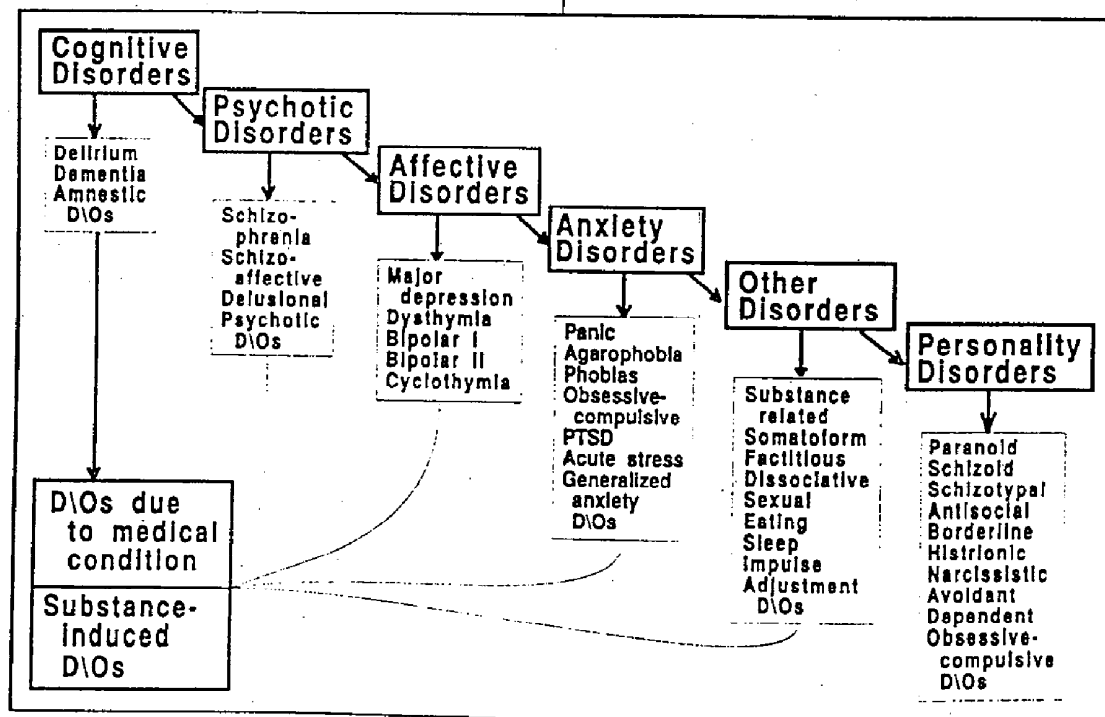 Cognitive
Disorders
Delirium
Dementia
Amnestic
D\Os
Psychotic
Disorders
Schizo-
phrenia
Schizo-
affective
Delusional
Psychotic
D\Os
Affective
Disorders
Major
depression
Dysthymia
Bipolar I
Bipolar II
Cyclothymia
Anxiety
Disorders
Panic
Agarophobia
Phobias
Obsessive-
compulsive
PTSD
Acute stress
Generalized
anxiety
D\Os
Other
Disorders
Substance
related
Somatoform
Factitious
Dissociative
Sexual
Eating
Sleep
Impulse
Adjustment
D\Os
Personality
Disorders
Paranoid
Schizoid
Schizotypal
Antisocial
Borderline
Histrionic
Narcissistic
Avoidant
Dependent
Obsessive-
compulsive
D\Os
D\Os due
to medical
condition
Substance-
induced
D\Os